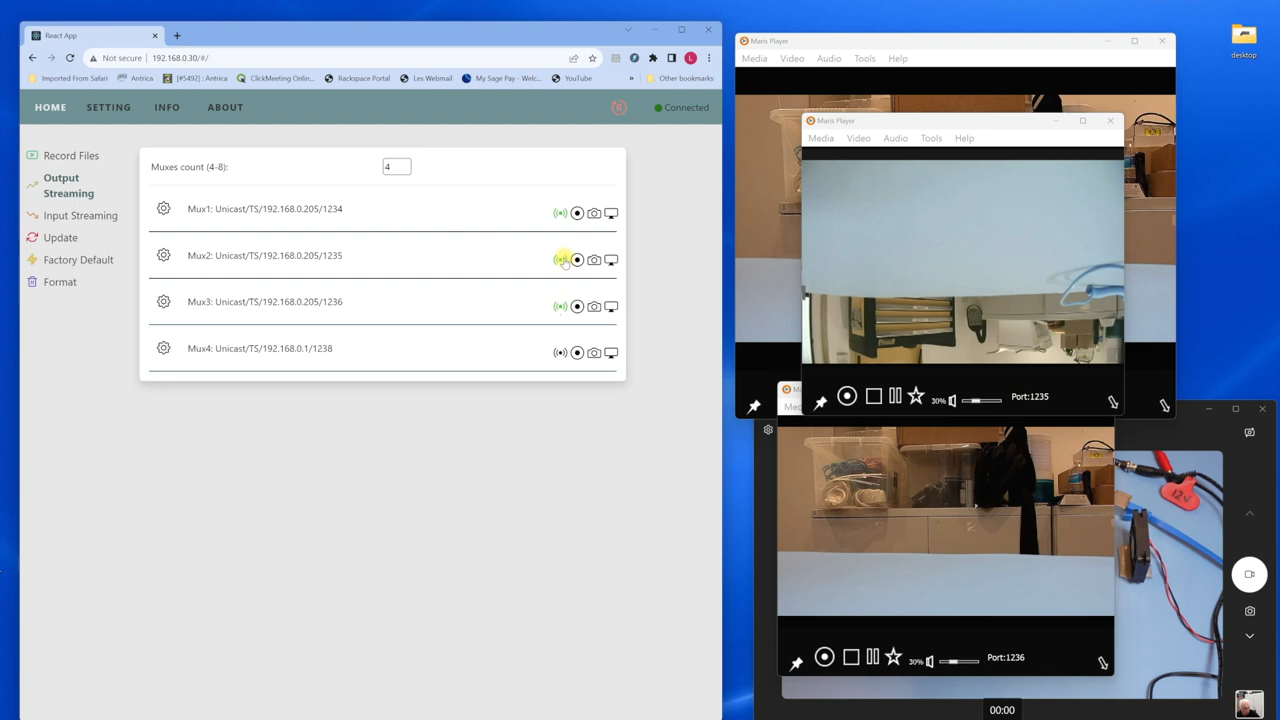 React App
Not secure 192.168.0.30/#/
L
Imported From Safari Antrica [#5492] : Antrica ClickMeeting Onlin... Rackspace Portal Les Webmail My Sage Pay - Welc... YouTube » Other bookmarks
HOME SETTING INFO ABOUT Connected
Record Files
Output
Streaming
Input Streaming
Update
Factory Default
Format
Muxes count (4-8): 4
Mux1: Unicast/TS/192.168.0.205/1234
Mux2: Unicast/TS/192.168.0.205/1235
Mux3: Unicast/TS/192.168.0.205/1236
Mux4: Unicast/TS/192.168.0.1/1238
Maris Player
Media Video Audio Tools Help
Maris Player
Media Video Audio Tools Help
30% Port:1235
30% Port:1236
12V
00:00
desktop